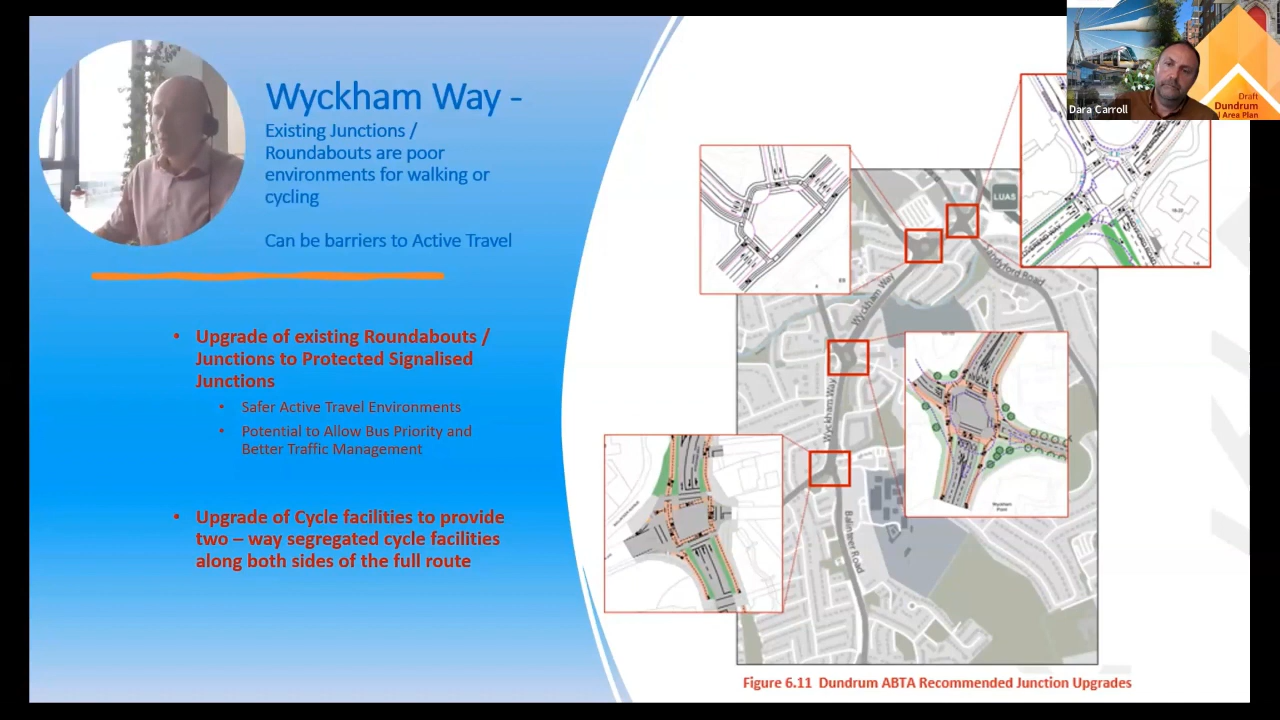 Wyckham Way -
Existing Junctions /
Roundabouts are poor
environments for walking or
cycling
Can be barriers to Active Travel
• Upgrade of existing Roundabouts /
Junctions to Protected Signalised
Junctions
• Safer Active Travel Environments
• Potential to Allow Bus Priority and
Better Traffic Management
• Upgrade of Cycle facilities to provide
two – way segregated cycle facilities
along both sides of the full route
Dara Carroll
Draft
Dundrum
l Area Plan
LUAS
Sandyford Road
Wyckham Way
Wyckham Way
Balinteer Road
Figure 6.11 Dundrum ABTA Recommended Junction Upgrades